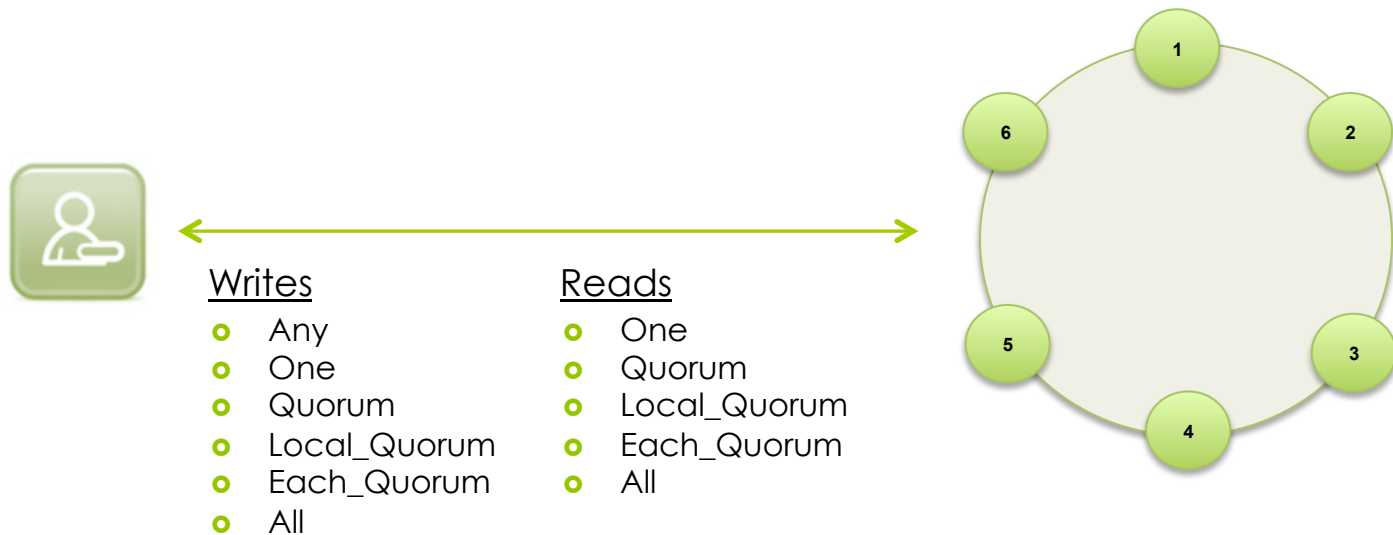 Writes
Any
One
Quorum
Local_Quorum
Each_Quorum
All
Reads
One
Quorum
Local_Quorum
Each_Quorum
All
1
2
3
4
5
6